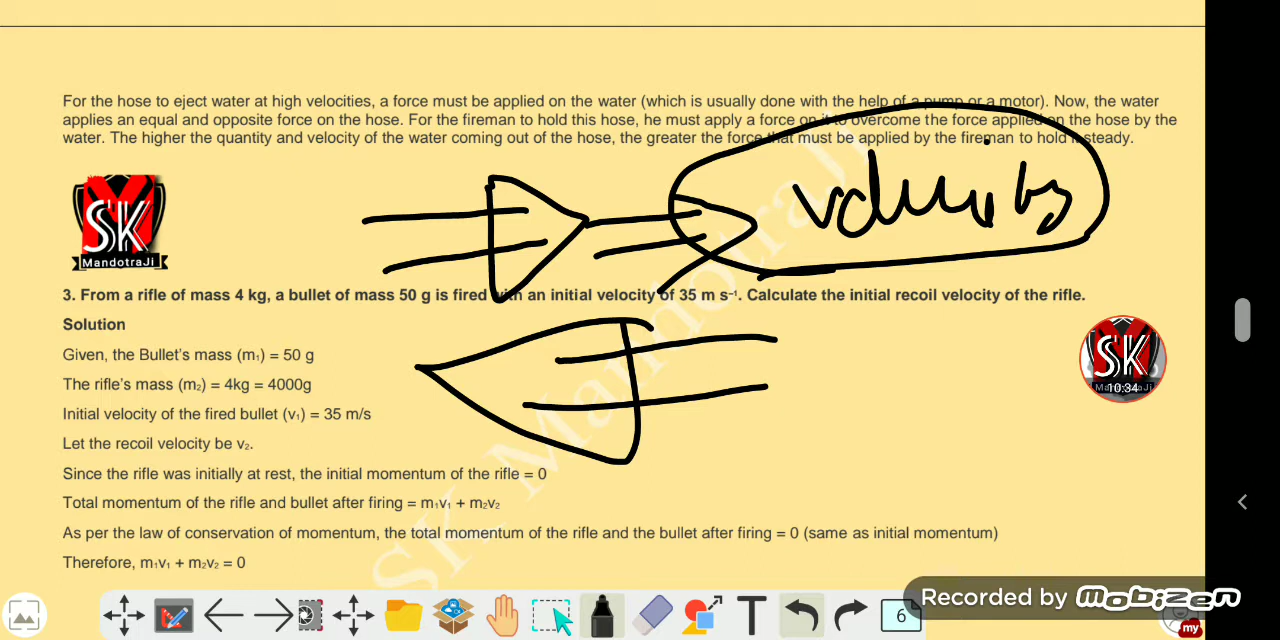 For the hose to eject water at high velocities, a force must be applied on the water (which is usually done with the help of a pump or a motor). Now, the water
applies an equal and opposite force on the hose. For the fireman to hold this hose, he must apply a force on it to overcome the force applied on the hose by the
water. The higher the quantity and velocity of the water coming out of the hose, the greater the force that must be applied by the fireman to hold it steady.
SK
MandotraJi
3. From a rifle of mass 4 kg, a bullet of mass 50 g is fired with an initial velocity of 35 m s⁻¹. Calculate the initial recoil velocity of the rifle.
Solution
Given, the Bullet's mass (m₁) = 50 g
The rifle's mass (m₂) = 4kg = 4000g
SK
MandotraJi
10:34
Initial velocity of the fired bullet (v₁) = 35 m/s
Let the recoil velocity be v₂.
Since the rifle was initially at rest, the initial momentum of the rifle = 0
Total momentum of the rifle and bullet after firing = m₁v₁ + m₂v₂
As per the law of conservation of momentum, the total momentum of the rifle and the bullet after firing = 0 (same as initial momentum)
Therefore, m₁v₁ + m₂v₂ = 0
SK MandotraJi
T
6
Recorded by mobizen
my